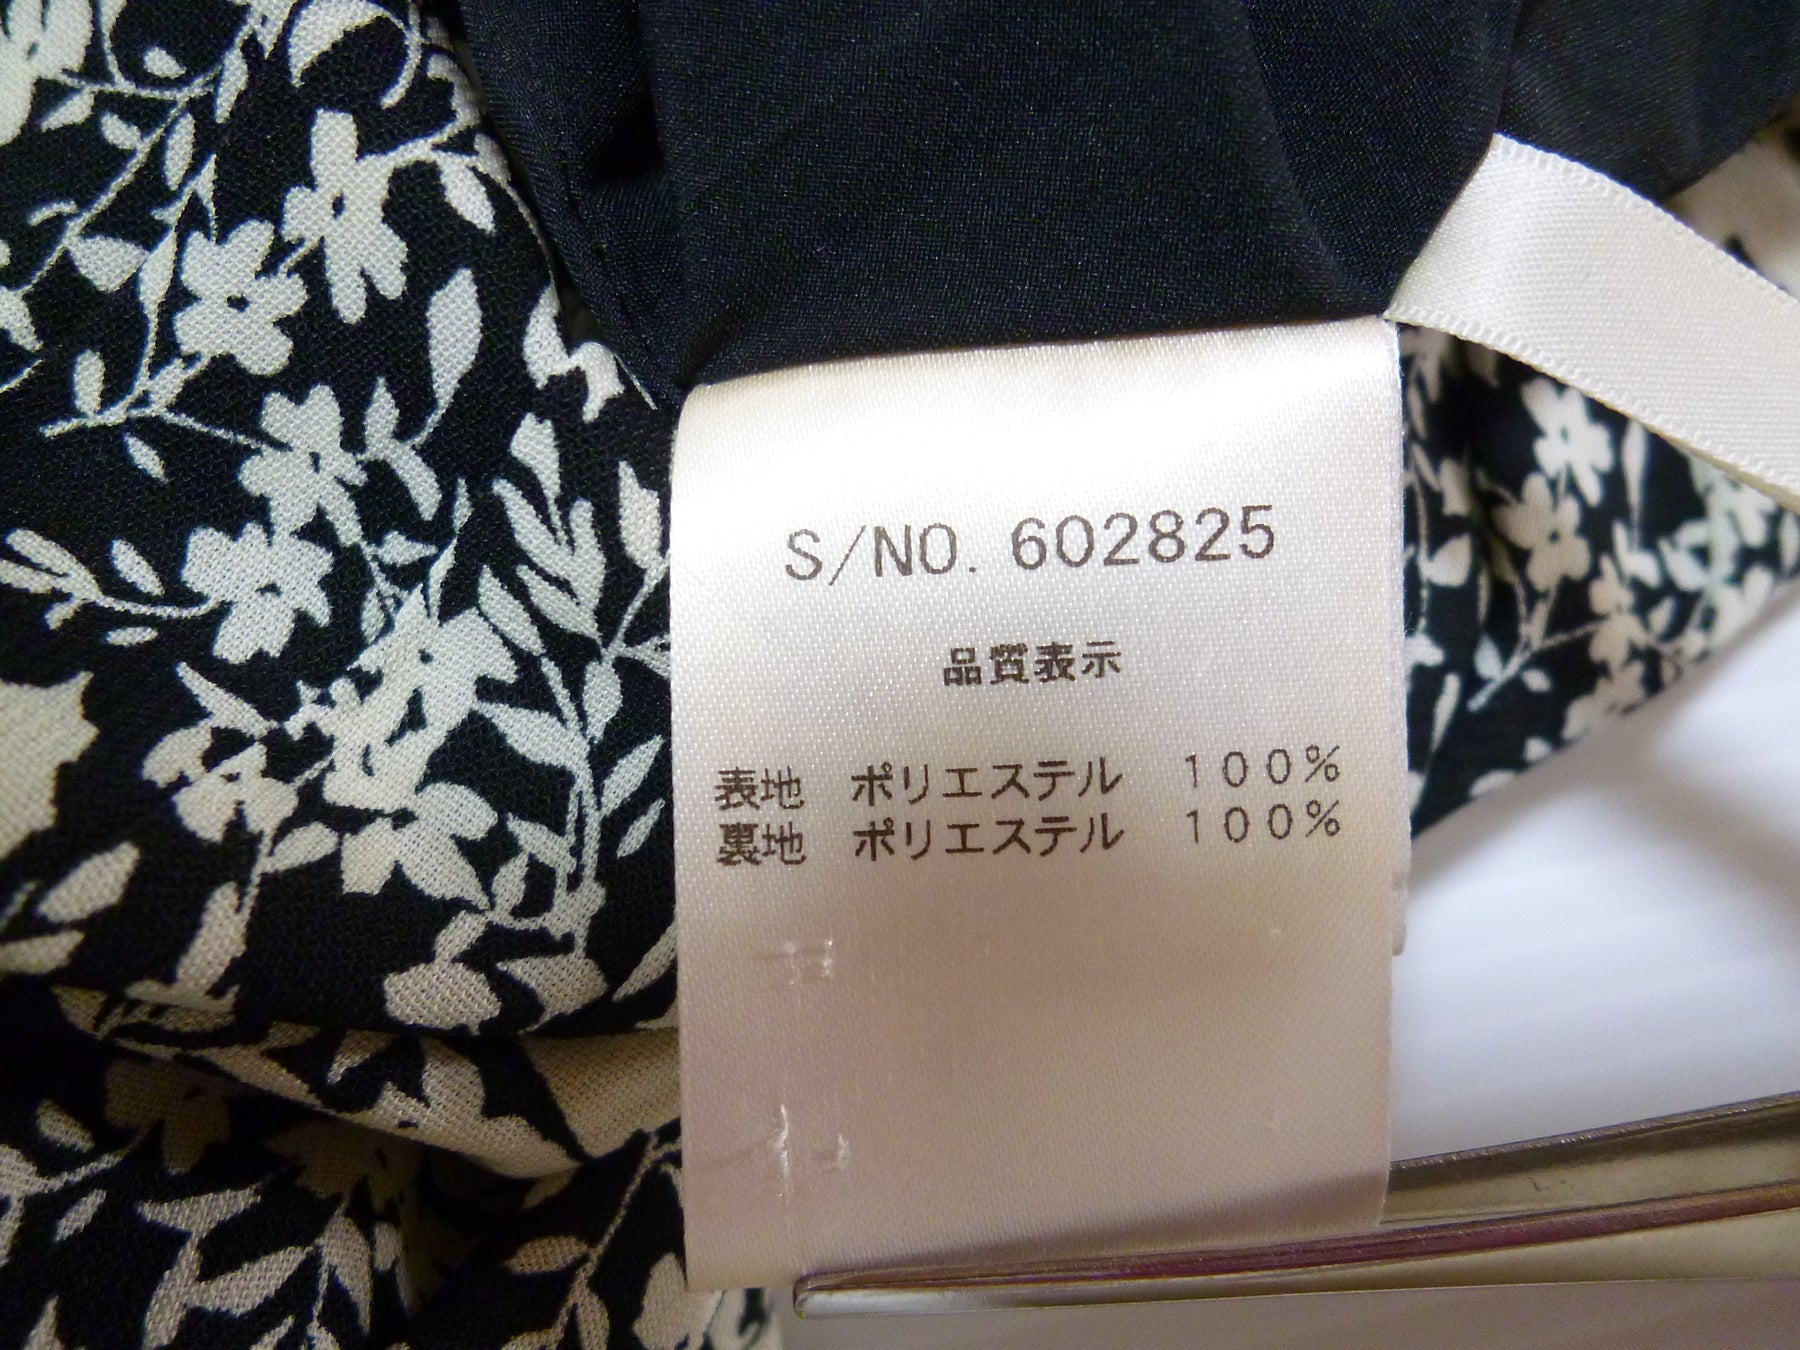 S/NO. 602825
品質表示
表地 ポリエステル 100%
裏地 ポリエステル 100%